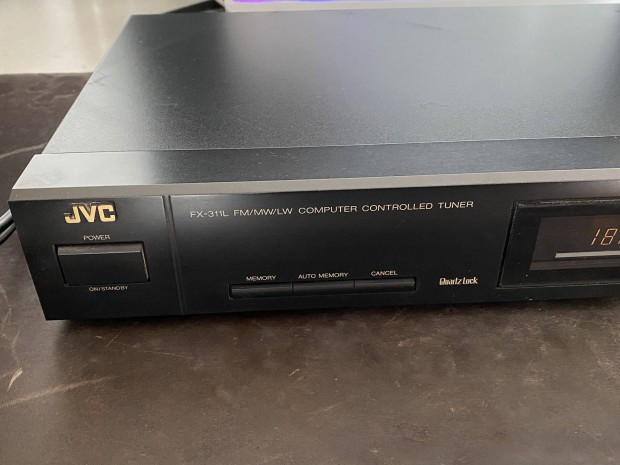 JVC
FX-311L FM/MW/LW COMPUTER CONTROLLED TUNER
POWER
ON/STANDBY
MEMORY AUTO MEMORY CANCEL
Quartz Lock